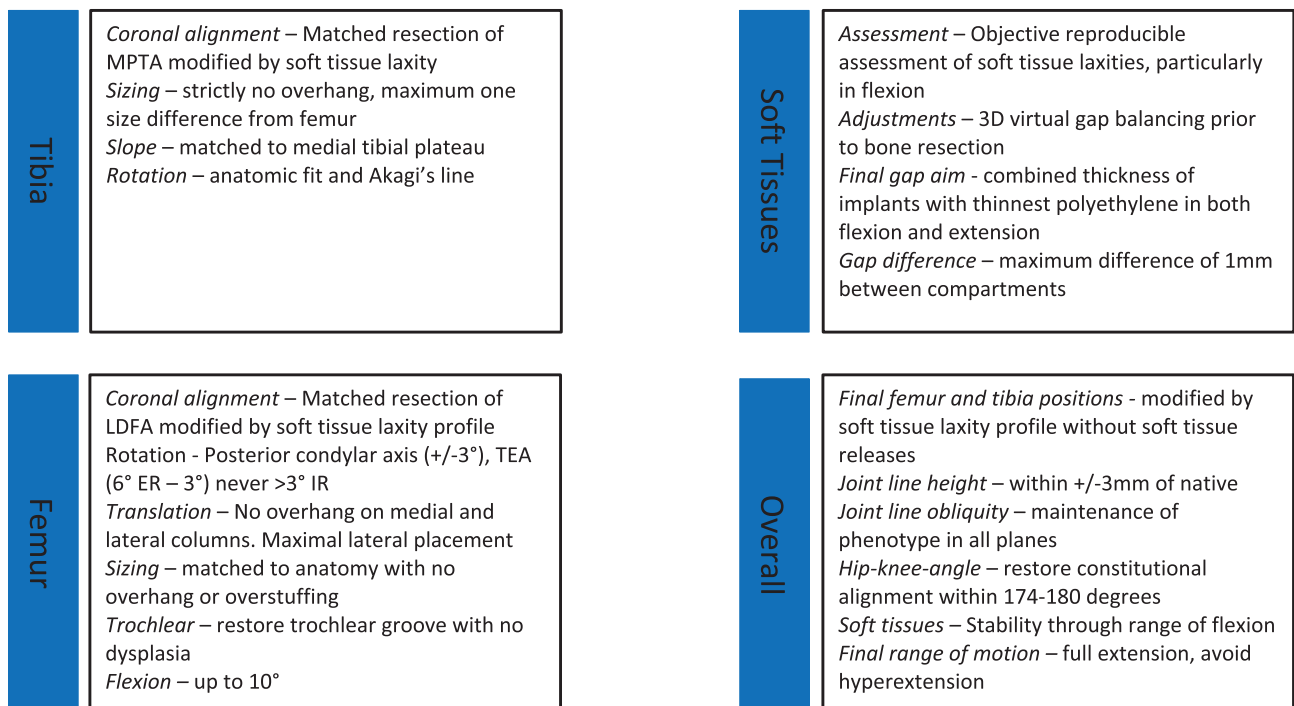 Tibia
Coronal alignment – Matched resection of
MPTA modified by soft tissue laxity
Sizing – strictly no overhang, maximum one
size difference from femur
Slope – matched to medial tibial plateau
Rotation – anatomic fit and Akagi's line
Soft Tissues
Assessment – Objective reproducible
assessment of soft tissue laxities, particularly
in flexion
Adjustments – 3D virtual gap balancing prior
to bone resection
Final gap aim - combined thickness of
implants with thinnest polyethylene in both
flexion and extension
Gap difference – maximum difference of 1mm
between compartments
Femur
Coronal alignment – Matched resection of
LDFA modified by soft tissue laxity profile
Rotation - Posterior condylar axis (+/-3°), TEA
(6° ER – 3°) never >3° IR
Translation – No overhang on medial and
lateral columns. Maximal lateral placement
Sizing – matched to anatomy with no
overhang or overstuffing
Trochlear – restore trochlear groove with no
dysplasia
Flexion – up to 10°
Overall
Final femur and tibia positions - modified by
soft tissue laxity profile without soft tissue
releases
Joint line height – within +/-3mm of native
Joint line obliquity – maintenance of
phenotype in all planes
Hip-knee-angle – restore constitutional
alignment within 174-180 degrees
Soft tissues – Stability through range of flexion
Final range of motion – full extension, avoid
hyperextension